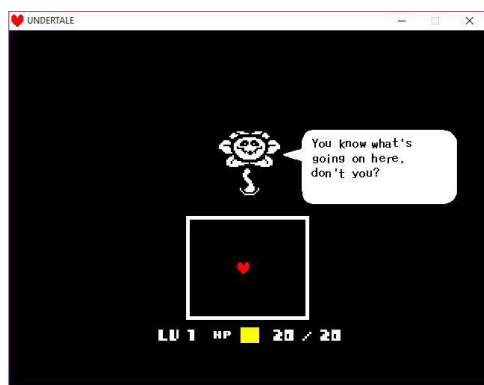 UNDERTALE
You know what's
going on here,
don't you?
LV 1 HP 20 / 20